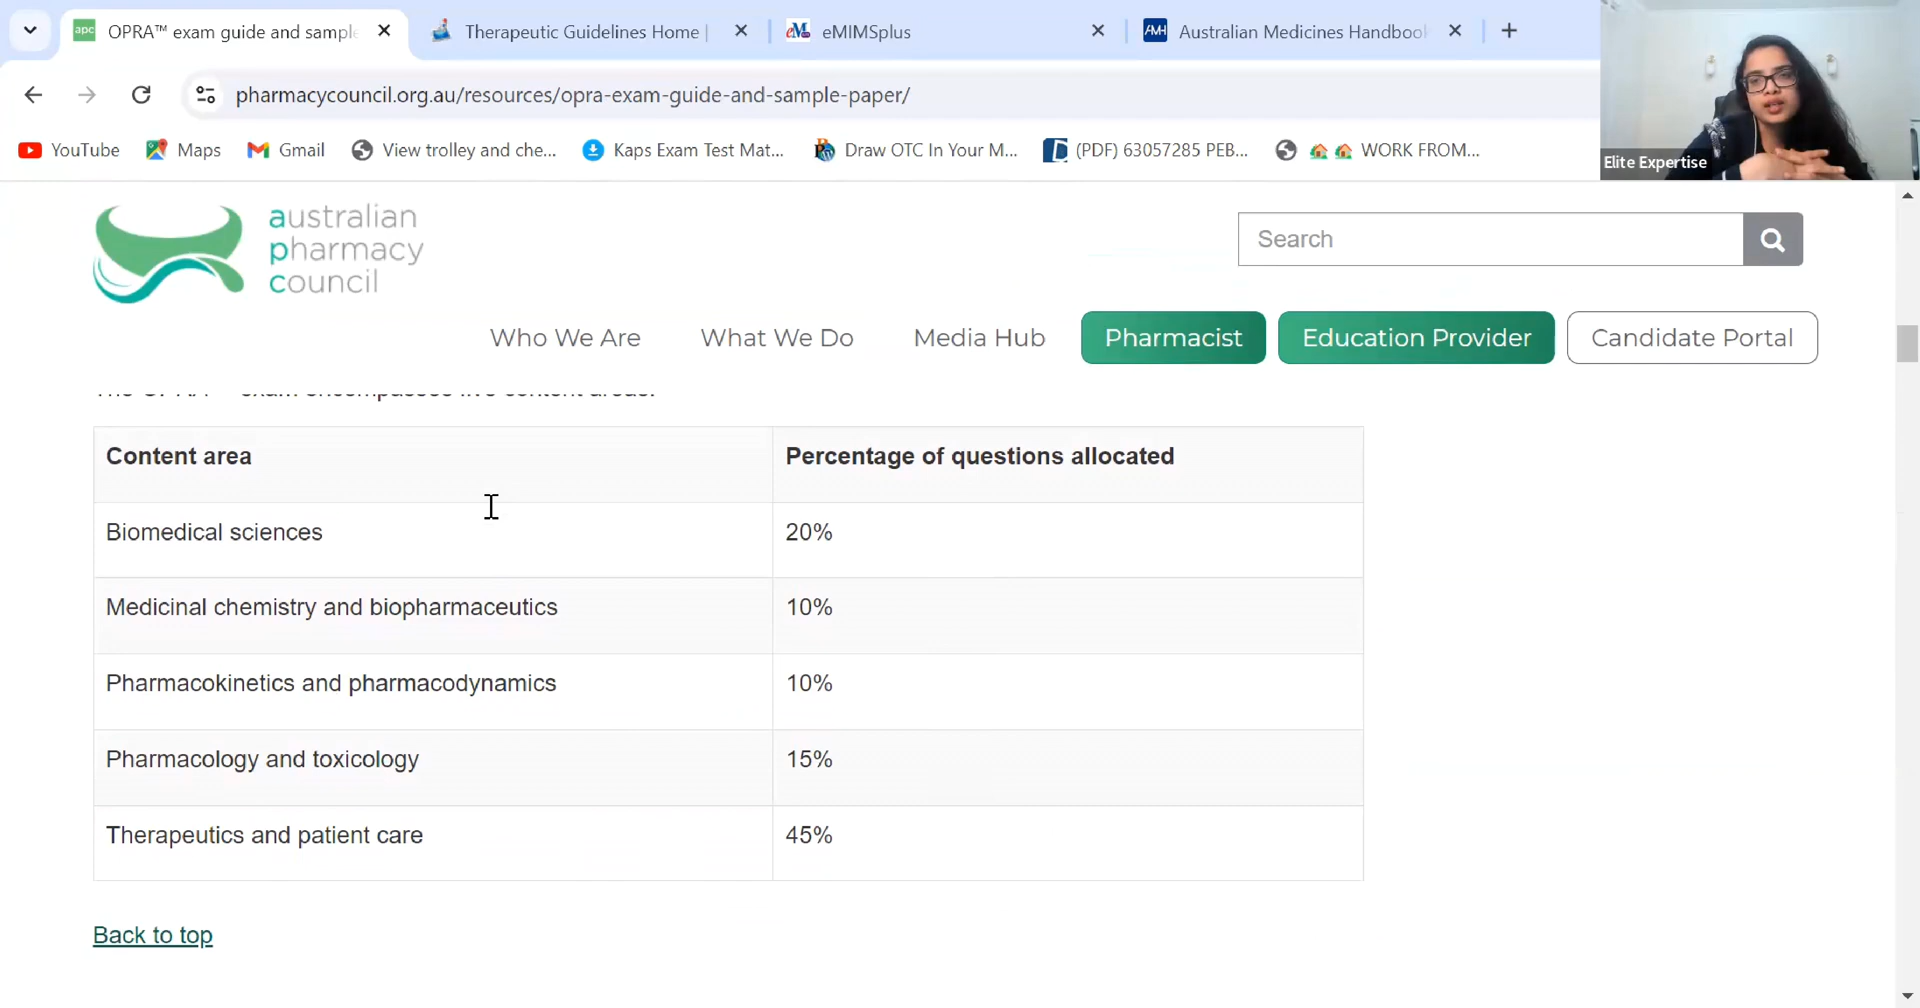 apc OPRA™ exam guide and sample
Therapeutic Guidelines Home |
eMIMSplus
AMH Australian Medicines Handbook
pharmacycouncil.org.au/resources/opra-exam-guide-and-sample-paper/
YouTube
Maps
Gmail
View trolley and che...
Kaps Exam Test Mat...
Draw OTC In Your M...
(PDF) 63057285 PEB...
WORK FROM...
Elite Expertise
australian
pharmacy
council
Search
Who We Are
What We Do
Media Hub
Pharmacist
Education Provider
Candidate Portal
Content area
Percentage of questions allocated
Biomedical sciences
20%
Medicinal chemistry and biopharmaceutics
10%
Pharmacokinetics and pharmacodynamics
10%
Pharmacology and toxicology
15%
Therapeutics and patient care
45%
Back to top